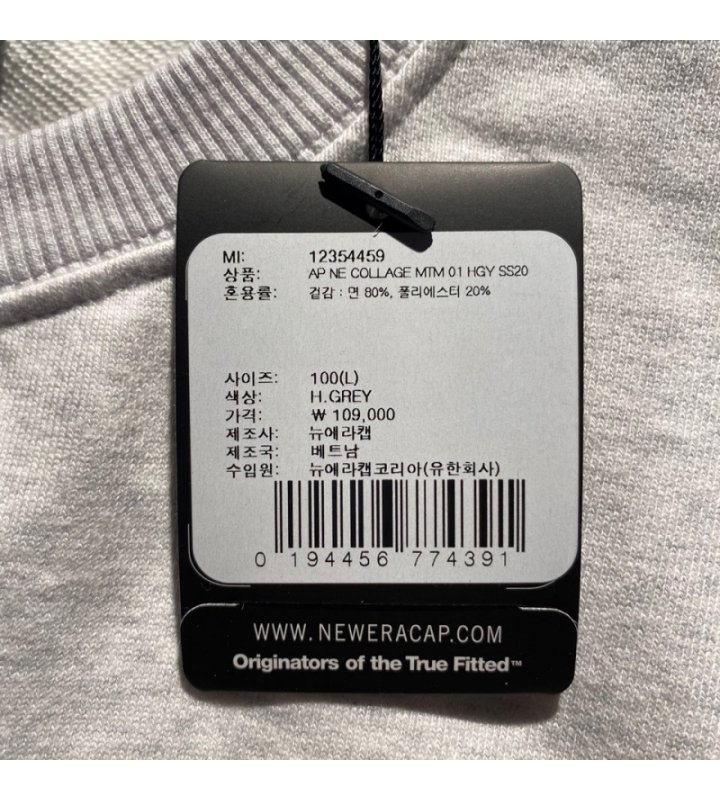 MI: 12354459
상품: AP NE COLLAGE MTM 01 HGY SS20
혼용률: 겉감 : 면 80%, 폴리에스터 20%
사이즈: 100(L)
색상: H.GREY
가격: ₩ 109,000
제조사: 뉴에라캡
제조국: 베트남
수입원: 뉴에라캡코리아(유한회사)
0 194456 774391
WWW.NEWERACAP.COM
Originators of the True Fitted™